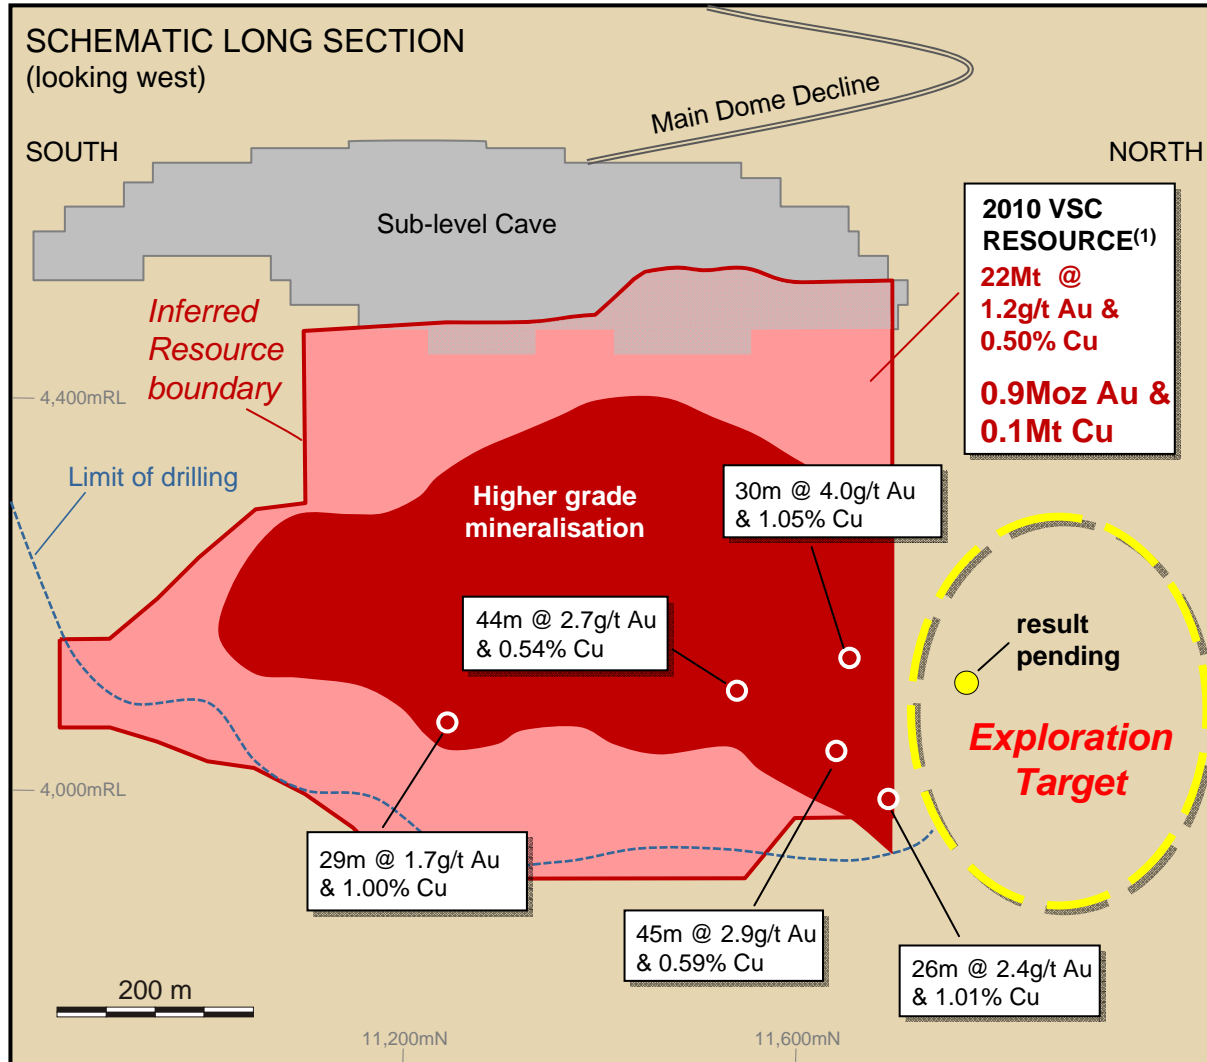 SCHEMATIC LONG SECTION
(looking west)
Main Dome Decline
SOUTH
NORTH
Sub-level Cave
2010 VSC
RESOURCE(1)
22Mt @
1.2g/t Au &
0.50% Cu
0.9Moz Au &
0.1Mt Cu
Inferred
Resource
boundary
4,400mRL
Limit of drilling
Higher grade
mineralisation
30m @ 4.0g/t Au
& 1.05% Cu
44m @ 2.7g/t Au
& 0.54% Cu
result
pending
Exploration
Target
4,000mRL
29m @ 1.7g/t Au
& 1.00% Cu
45m @ 2.9g/t Au
& 0.59% Cu
26m @ 2.4g/t Au
& 1.01% Cu
200 m
11,200mN
11,600mN